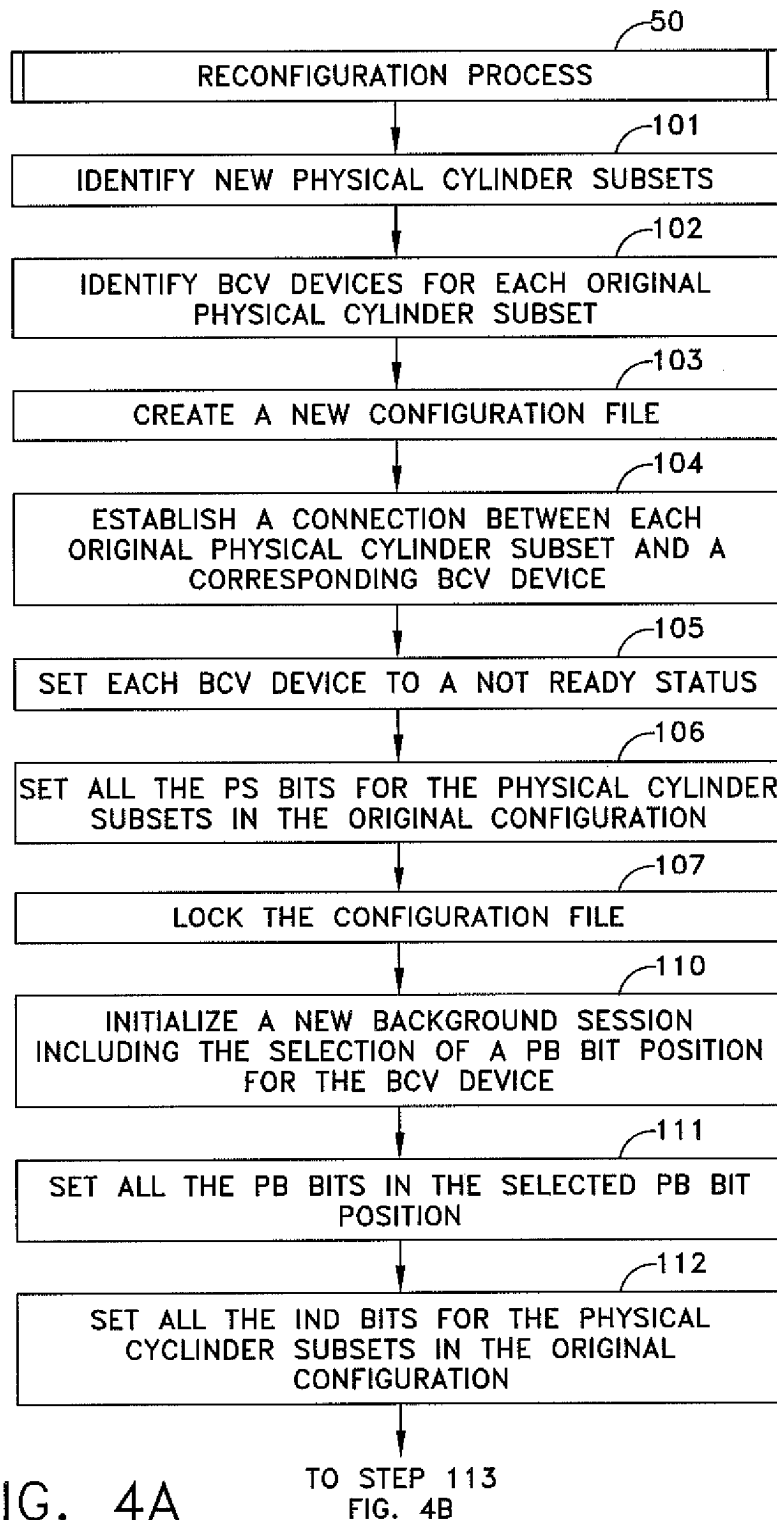 50
RECONFIGURATION PROCESS
101
IDENTIFY NEW PHYSICAL CYLINDER SUBSETS
102
IDENTIFY BCV DEVICES FOR EACH ORIGINAL
PHYSICAL CYLINDER SUBSET
103
CREATE A NEW CONFIGURATION FILE
104
ESTABLISH A CONNECTION BETWEEN EACH
ORIGINAL PHYSICAL CYLINDER SUBSET AND A
CORRESPONDING BCV DEVICE
105
SET EACH BCV DEVICE TO A NOT READY STATUS
106
SET ALL THE PS BITS FOR THE PHYSICAL CYLINDER
SUBSETS IN THE ORIGINAL CONFIGURATION
107
LOCK THE CONFIGURATION FILE
110
INITIALIZE A NEW BACKGROUND SESSION
INCLUDING THE SELECTION OF A PB BIT POSITION
FOR THE BCV DEVICE
111
SET ALL THE PB BITS IN THE SELECTED PB BIT
POSITION
112
SET ALL THE IND BITS FOR THE PHYSICAL
CYCLINDER SUBSETS IN THE ORIGINAL
CONFIGURATION
TO STEP 113
FIG. 4B
IG. 4A